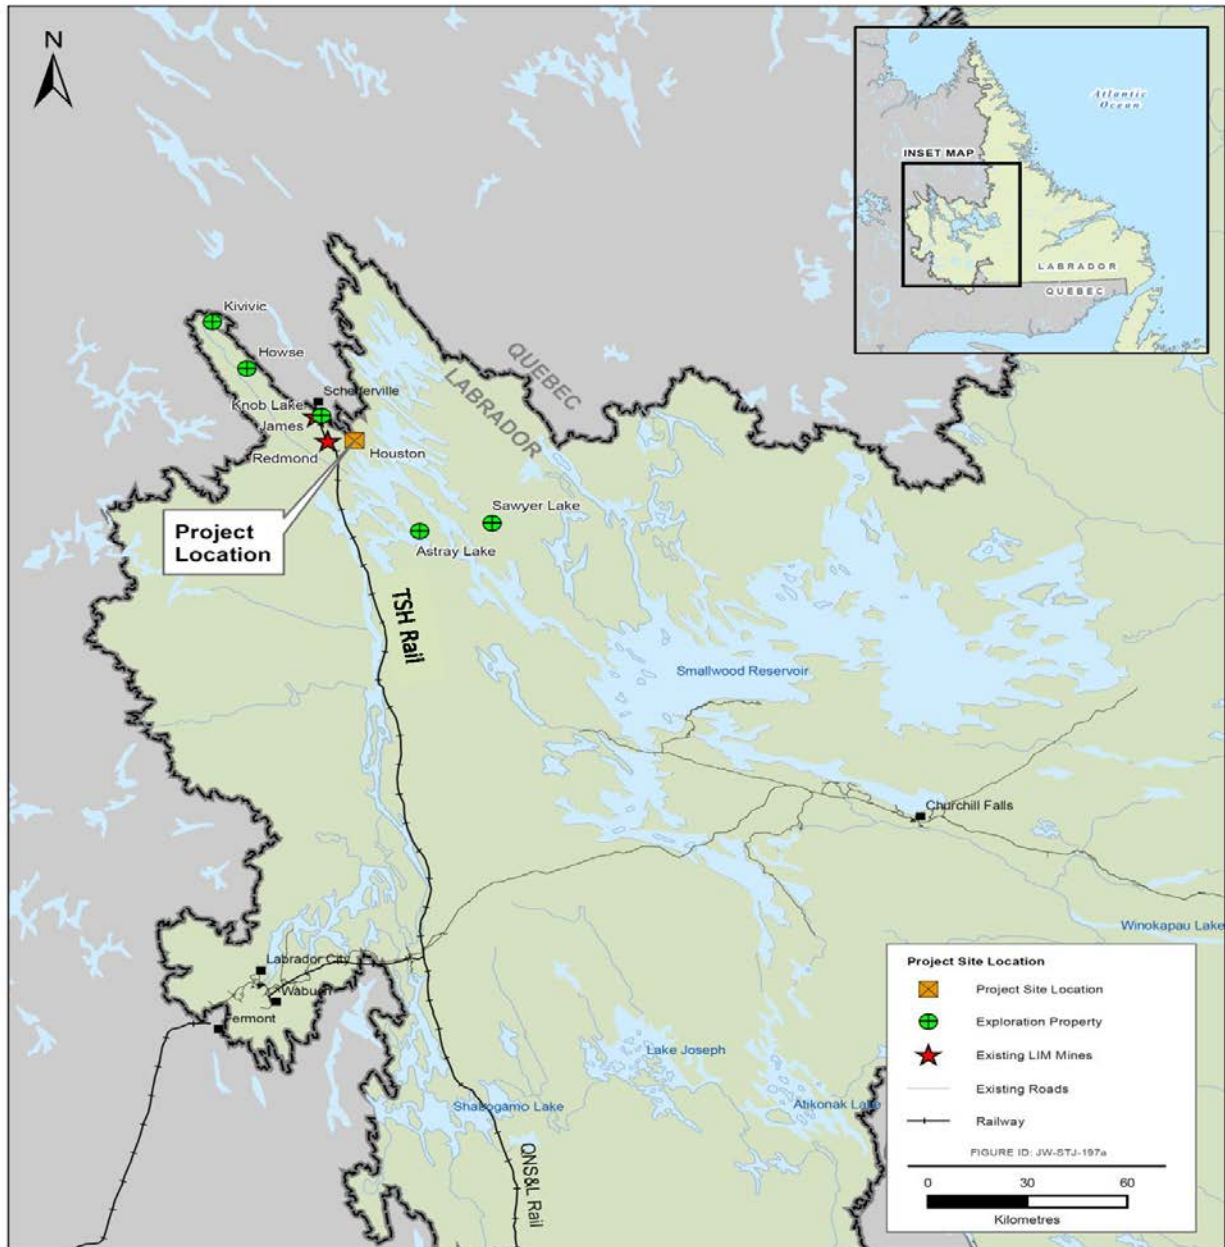 N
Atlantic
Ocean
INSET MAP
LABRADOR
QUEBEC
Kivivic
Howse
QUEBEC
LABRADOR
Schefferville
Knob Lake
James
Redmond
Houston
Project
Location
Sawyer Lake
Astray Lake
TSH Rail
Smallwood Reservoir
Churchill Falls
Winokapau Lake
Labrador City
Wabush
Fermont
Lake Joseph
Shabogamo Lake
Atikonak Lake
QNS&L Rail
Project Site Location
Project Site Location
Exploration Property
Existing LIM Mines
Existing Roads
Railway
FIGURE ID: JW-STJ-197a
0 30 60
Kilometres